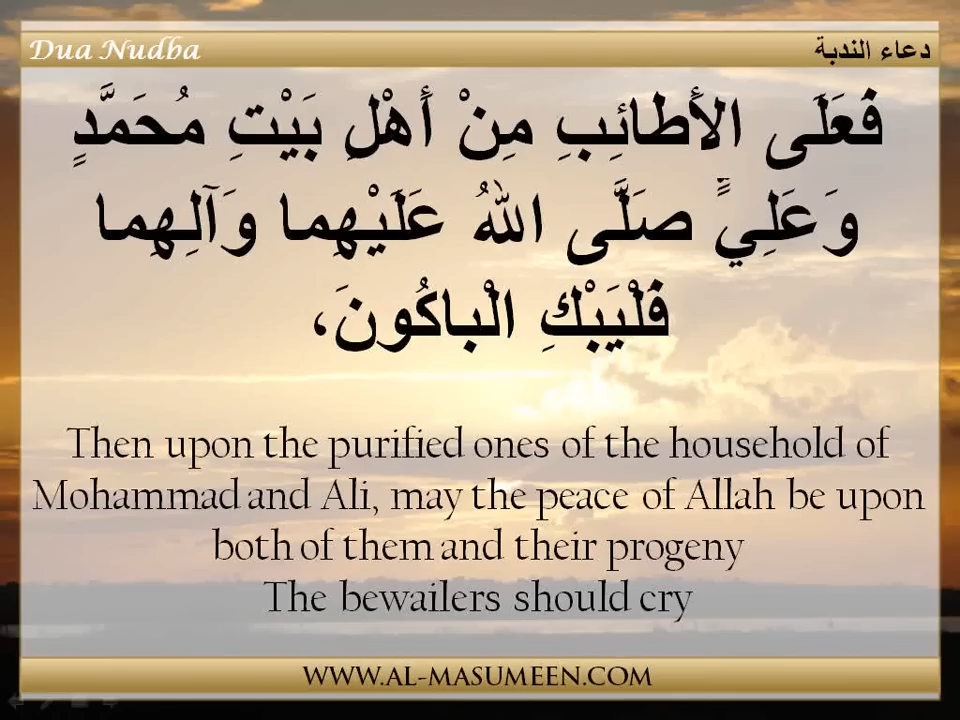 Dua Nudba دعاء الندبة
فَعَلَى الأَطائِبِ مِنْ أَهْلِ بَيْتِ مُحَمَّدٍ
وَعَلِيٍّ صَلَّى اللهُ عَلَيْهِما وَآلِهِما
فَلْيَبْكِ الْباكُونَ،
Then upon the purified ones of the household of
Mohammad and Ali, may the peace of Allah be upon
both of them and their progeny
The bewailers should cry
WWW.AL-MASUMEEN.COM